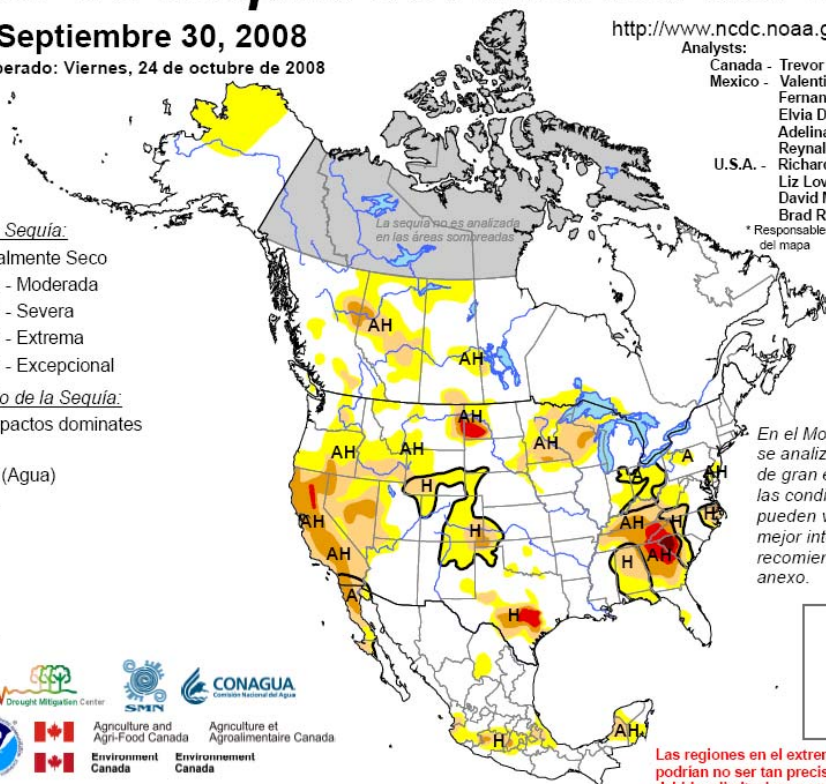 Septiembre 30, 2008
perado: Viernes, 24 de octubre de 2008
http://www.ncdc.noaa.g
Analysts:
Canada - Trevor
Mexico - Valenti
Fernan
Elvia D
Adelina
Reynal
U.S.A. - Richard
Liz Lov
David M
Brad R
* Responsable
del mapa
Sequía:
almente Seco
- Moderada
- Severa
- Extrema
- Excepcional
o de la Sequía:
pactos dominates
(Agua)
La sequía no es analizada
en las áreas sombreadas
AH
AH
AH
AH
AH
AH
A
AH
H
H
AH
H
AH
H
H
AH
AH
A
H
H
AH
En el Mo
se analiz
de gran e
las condi
pueden v
mejor int
recomier
anexo.
Drought Mitigation Center
SMN
CONAGUA
Comisión Nacional del Agua
Agriculture and Agriculture et
Agri-Food Canada Agroalimentaire Canada
Environment Environnement
Canada Canada
Las regiones en el extrem
podrían no ser tan precis